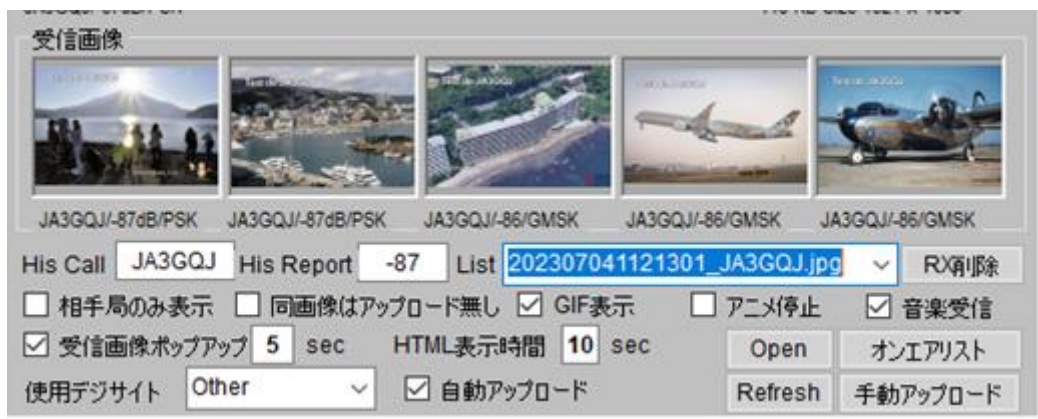 受信画像
JA3GQJ/-87dB/PSK JA3GQJ/-87dB/PSK JA3GQJ/-86/GMSK JA3GQJ/-86/GMSK JA3GQJ/-86/GMSK
His Call JA3GQJ His Report -87 List 202307041121301_JA3GQJ.jpg RX削除
相手局のみ表示 同画像はアップロード無し GIF表示 アニメ停止 音楽受信
受信画像ポップアップ 5 sec HTML表示時間 10 sec Open オンエアリスト
使用デジサイト Other 自動アップロード Refresh 手動アップロード